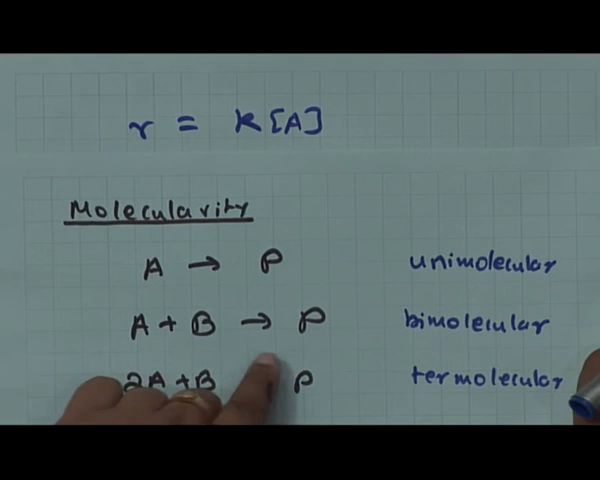 r = K[A]
Molecularity
A → P unimolecular
A + B → P bimolecular
2A + B P termolecular